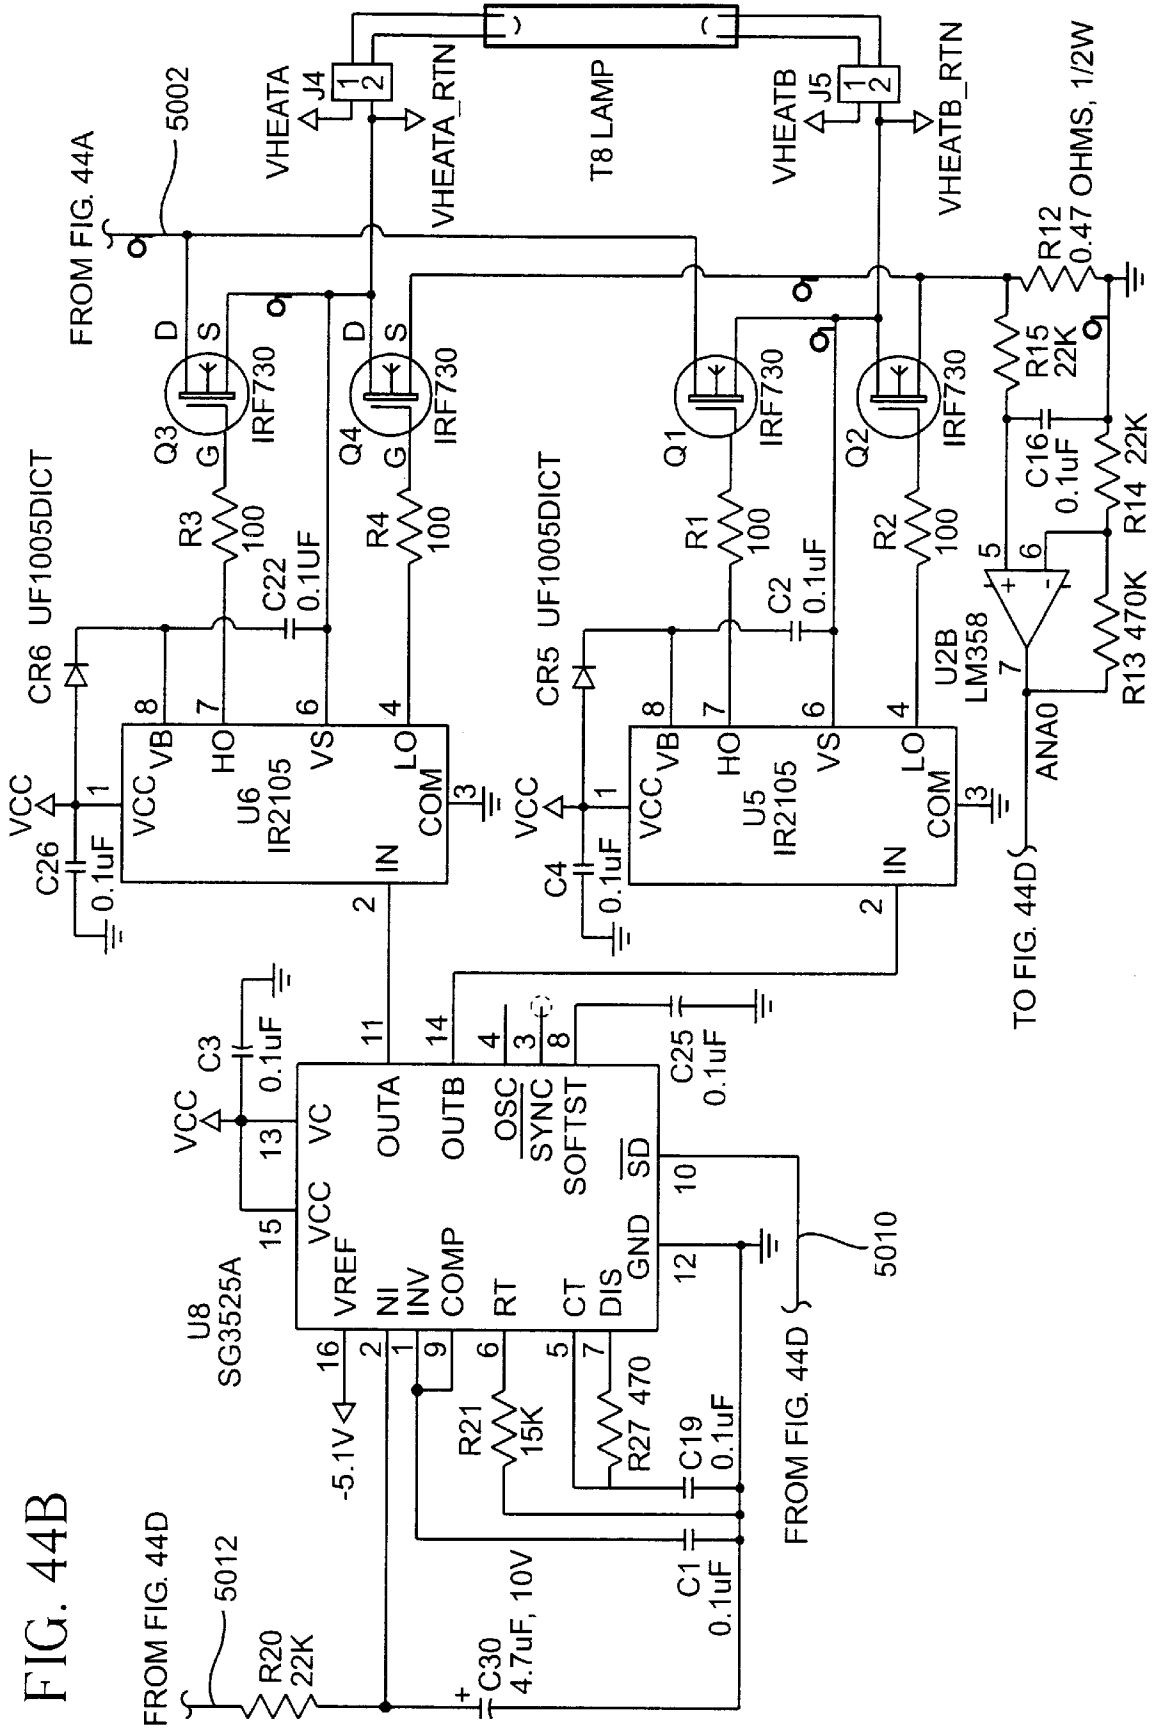 FIG. 44B
FROM FIG. 44D
5012
R20
22K
+
C30
4.7uF, 10V
C1
0.1uF
C19
0.1uF
R27 470
R21
15K
-5.1V
FROM FIG. 44D
5010
U8
SG3525A
16
2
1
9
6
5
7
VREF
NI
INV
COMP
RT
CT
DIS
15
VCC
13
VC
VCC
C3
0.1uF
GND
12
SD
10
OUTA
OUTB
OSC
SYNC
SOFTST
11
14
4
3
8
C25
0.1uF
VCC
C26
0.1uF
1
VCC
U6
IR2105
IN
2
COM
3
VB
HO
VS
LO
8
7
6
4
CR6 UF1005DICT
C22
0.1UF
R3
100
R4
100
Q3
G
D
S
IRF730
Q4
G
D
S
IRF730
VCC
C4
0.1uF
1
VCC
U5
IR2105
IN
2
COM
3
VB
HO
VS
LO
8
7
6
4
CR5 UF1005DICT
C2
0.1uF
R1
100
R2
100
Q1
IRF730
Q2
IRF730
FROM FIG. 44A
5002
VHEATA
J4
1
2
VHEATA_RTN
T8 LAMP
VHEATB
J5
1
2
VHEATB_RTN
R12
0.47 OHMS, 1/2W
R15
22K
C16
0.1uF
R14 22K
R13 470K
U2B
LM358
5
6
7
+
-
ANA0
TO FIG. 44D